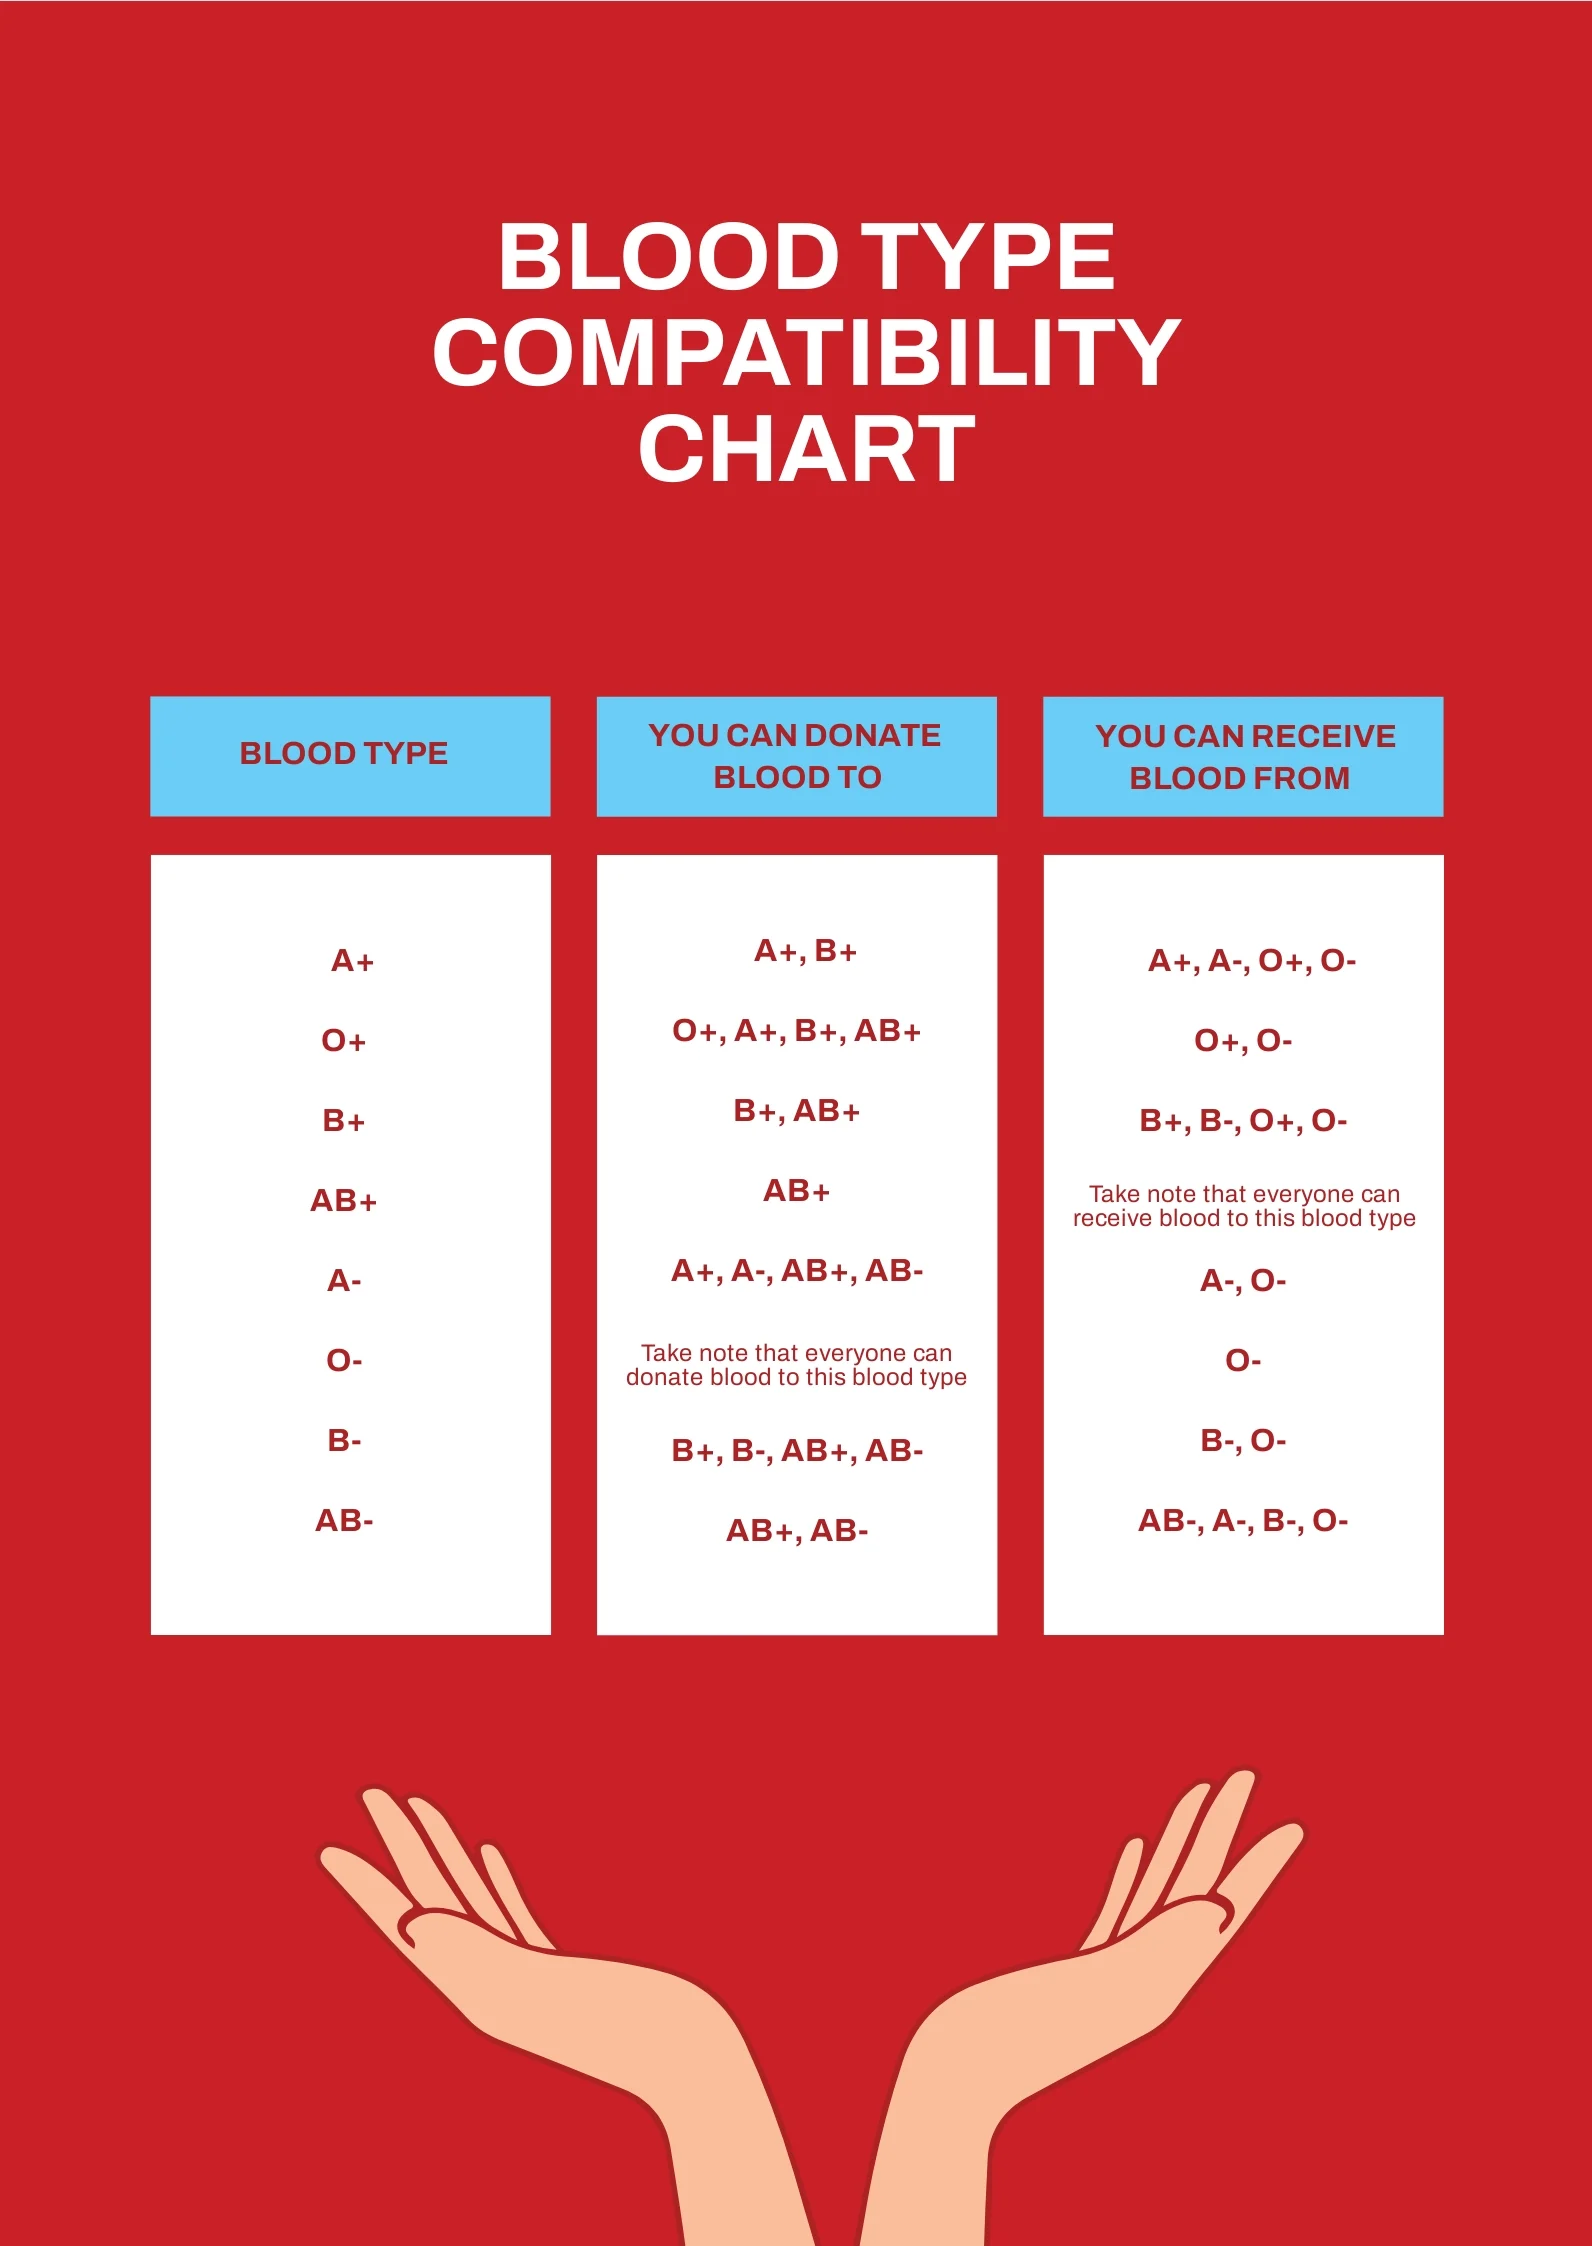 BLOOD TYPE
COMPATIBILITY
CHART
BLOOD TYPE
YOU CAN DONATE
BLOOD TO
YOU CAN RECEIVE
BLOOD FROM
A+
A+, B+
A+, A-, O+, O-
O+
O+, A+, B+, AB+
O+, O-
B+
B+, AB+
B+, B-, O+, O-
AB+
AB+
Take note that everyone can
receive blood to this blood type
A-
A+, A-, AB+, AB-
A-, O-
O-
Take note that everyone can
donate blood to this blood type
O-
B-
B+, B-, AB+, AB-
B-, O-
AB-
AB+, AB-
AB-, A-, B-, O-